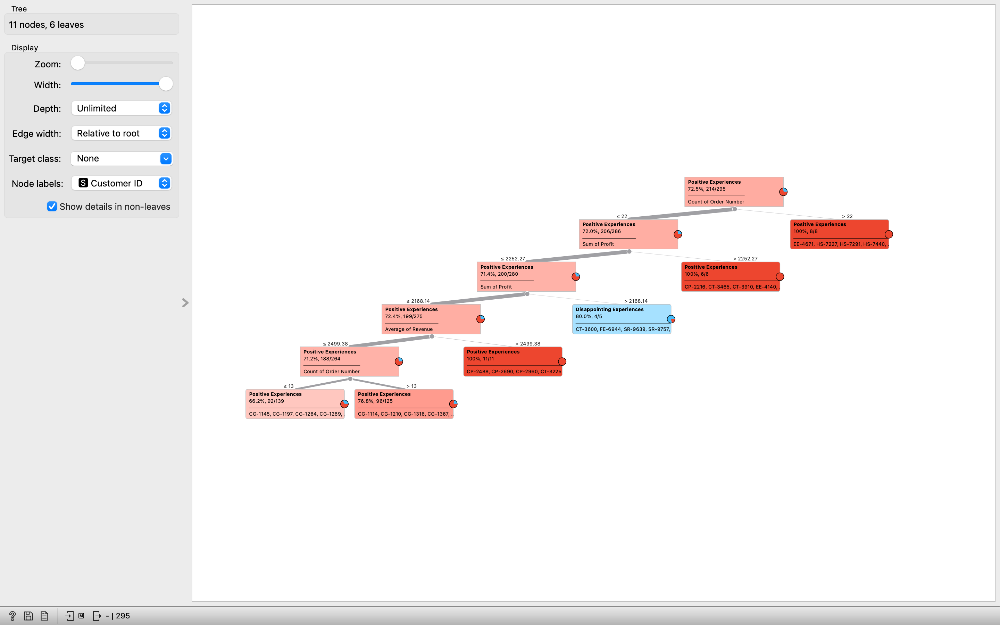 Tree
11 nodes, 6 leaves
Display
Zoom:
Width:
Depth: Unlimited
Edge width: Relative to root
Target class: None
Node labels: S Customer ID
Show details in non-leaves
Positive Experiences
72.5%, 214/295
Count of Order Number
≤ 22
> 22
Positive Experiences
72.0%, 206/286
Sum of Profit
Positive Experiences
100%, 8/8
EE-4671, HS-7227, HS-7291, HS-7440, .
≤ 2252.27
> 2252.27
Positive Experiences
71.4%, 200/280
Sum of Profit
Positive Experiences
100%, 6/6
CP-2216, CT-3465, CT-3910, EE-4140, .
≤ 2168.14
> 2168.14
Positive Experiences
72.4%, 199/275
Average of Revenue
Disappointing Experiences
80.0%, 4/5
CT-3600, FE-6944, SR-9639, SR-9757,
≤ 2499.38
> 2499.38
Positive Experiences
71.2%, 188/264
Count of Order Number
Positive Experiences
100%, 11/11
CP-2488, CP-2690, CP-2960, CT-3225,
≤ 13
> 13
Positive Experiences
66.2%, 92/139
CG-1145, CG-1197, CG-1264, CG-1269, .
Positive Experiences
76.8%, 96/125
CG-1114, CG-1210, CG-1316, CG-1367, ..
? M - | 295